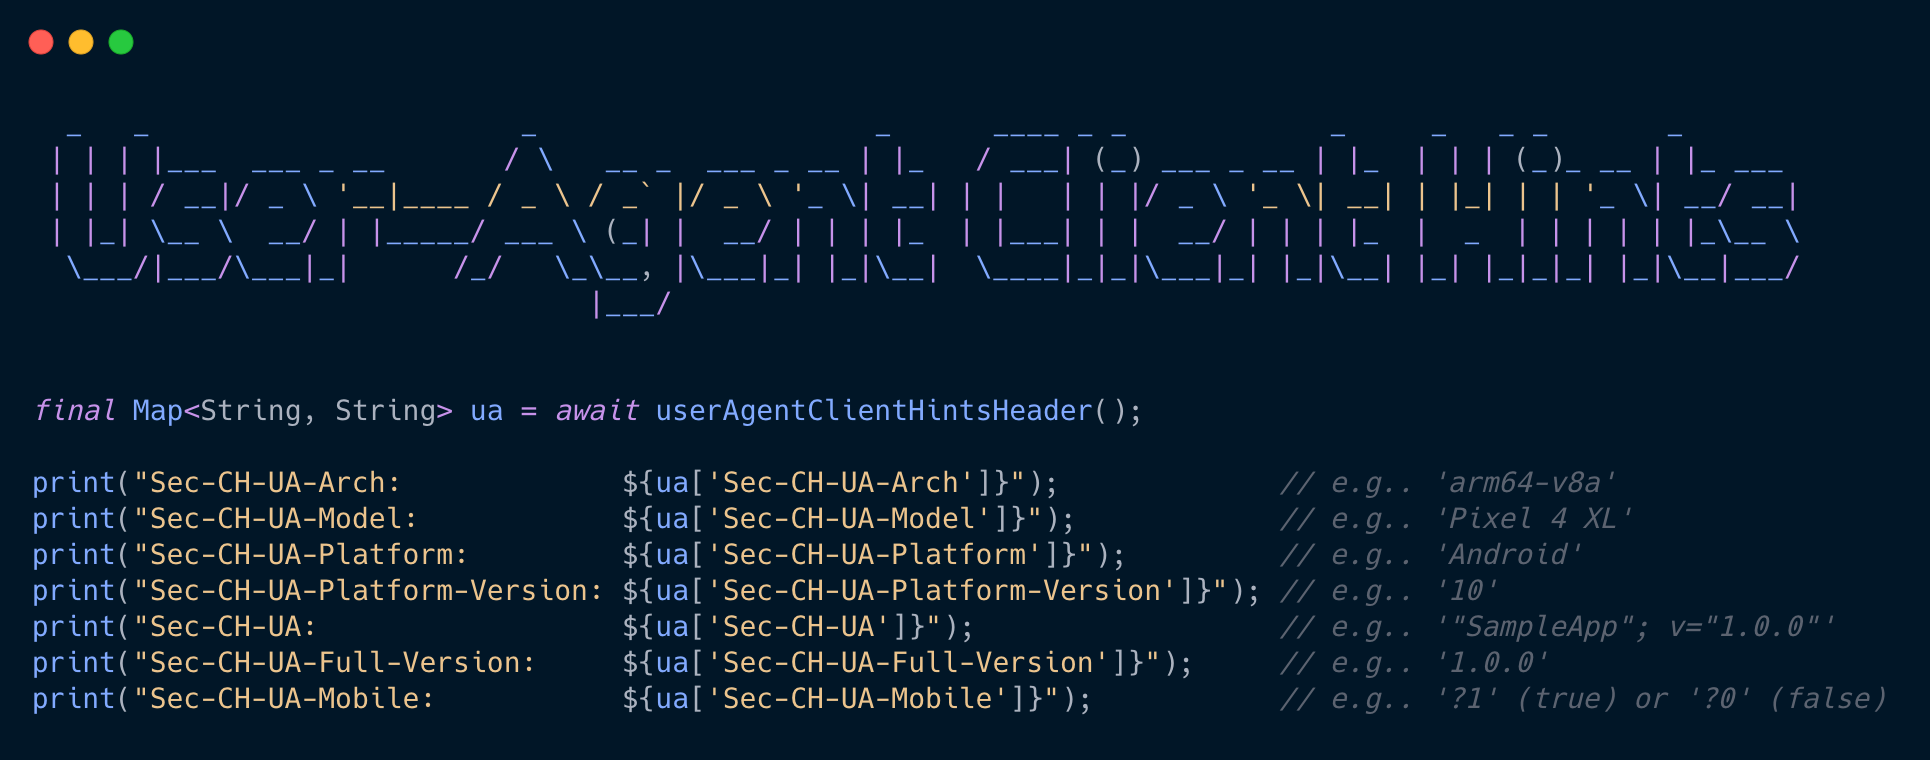 User-Agent Client Hints
final Map<String, String> ua = await userAgentClientHintsHeader();
print("Sec-CH-UA-Arch:             ${ua['Sec-CH-UA-Arch']}");             // e.g.. 'arm64-v8a'
print("Sec-CH-UA-Model:            ${ua['Sec-CH-UA-Model']}");            // e.g.. 'Pixel 4 XL'
print("Sec-CH-UA-Platform:         ${ua['Sec-CH-UA-Platform']}");         // e.g.. 'Android'
print("Sec-CH-UA-Platform-Version: ${ua['Sec-CH-UA-Platform-Version']}"); // e.g.. '10'
print("Sec-CH-UA:                  ${ua['Sec-CH-UA']}");                  // e.g.. '"SampleApp"; v="1.0.0"'
print("Sec-CH-UA-Full-Version:     ${ua['Sec-CH-UA-Full-Version']}");     // e.g.. '1.0.0'
print("Sec-CH-UA-Mobile:           ${ua['Sec-CH-UA-Mobile']}");           // e.g.. '?1' (true) or '?0' (false)